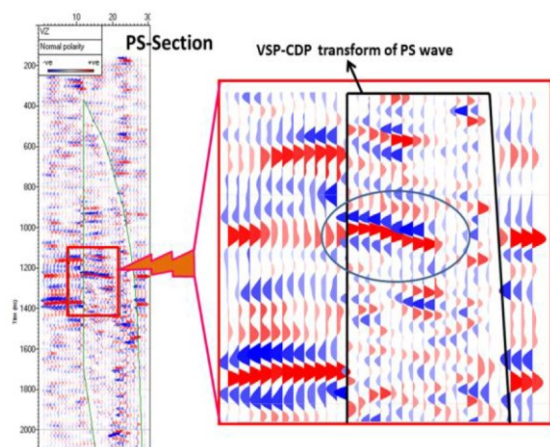 10 20 30
VZ
PS-Section
Normal polarity
-ve +ve
VSP-CDP transform of PS wave
200
400
600
800
1000
1200
1400
1600
1800
2000
Time (ms)